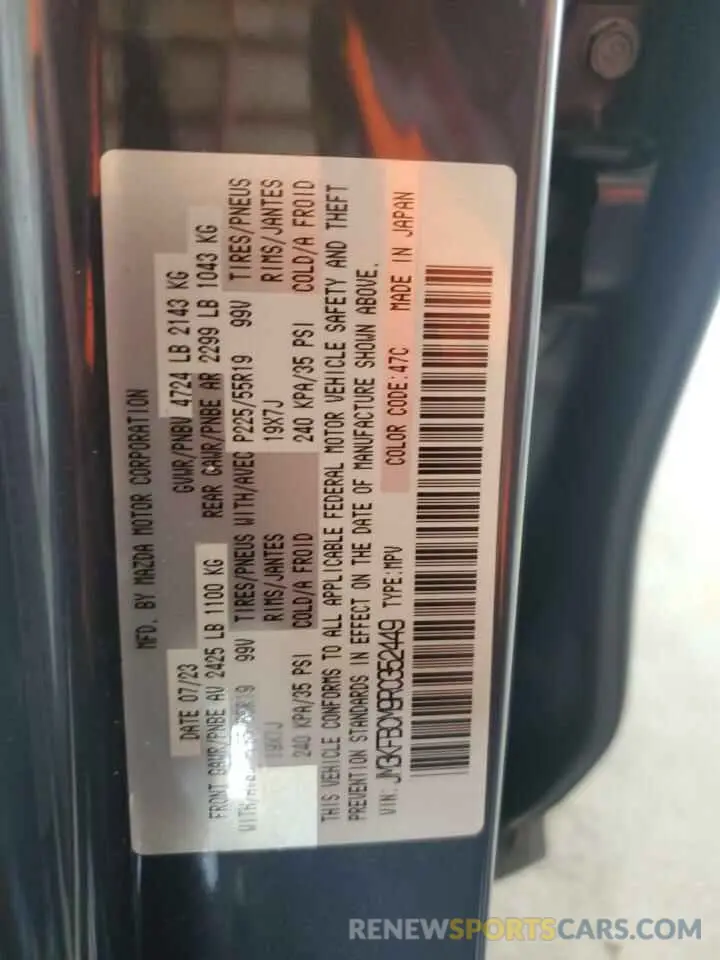 MFD. BY MAZDA MOTOR CORPORATION
DATE 07/23 GVWR/PNBV 4724 LB 2143 KG
FRONT GAWR/PNBE AV 2425 LB 1100 KG REAR GAWR/PNBE AR 2299 LB 1043 KG
99V TIRES/PNEUS WITH/AVEC P225/55R19 99V TIRES/PNEUS
19X7J RIMS/JANTES 19X7J RIMS/JANTES
240 KPA/35 PSI COLD/A FROID 240 KPA/35 PSI COLD/A FROID
THIS VEHICLE CONFORMS TO ALL APPLICABLE FEDERAL MOTOR VEHICLE SAFETY AND THEFT
PREVENTION STANDARDS IN EFFECT ON THE DATE OF MANUFACTURE SHOWN ABOVE.
VIN: JM3KFBCM9R0352449 TYPE:MPV COLOR CODE:47C MADE IN JAPAN
RENEWSPORTSCARS.COM